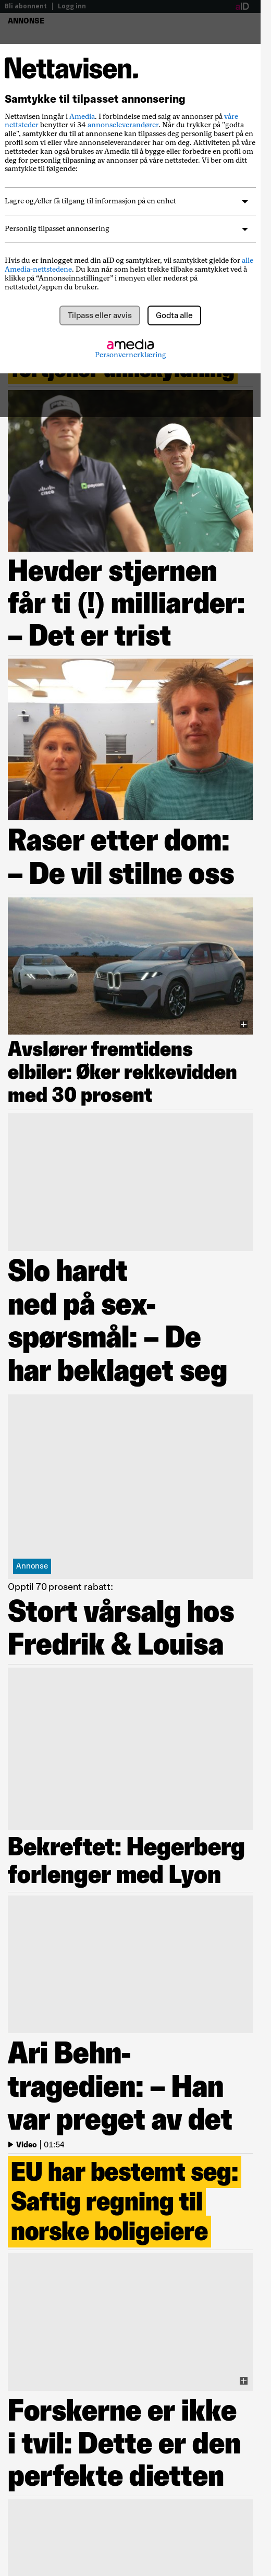 Bli abonnent | Logg inn
aID
ANNONSE
Nettavisen.
Samtykke til tilpasset annonsering
Nettavisen inngår i Amedia. I forbindelse med salg av annonser på våre
nettsteder benytter vi 34 annonseleverandører. Når du trykker på "godta
alle", samtykker du til at annonsene kan tilpasses deg personlig basert på en
profil som vi eller våre annonseleverandører har om deg. Aktiviteten på våre
nettsteder kan også brukes av Amedia til å bygge eller forbedre en profil om
deg for personlig tilpasning av annonser på våre nettsteder. Vi ber om ditt
samtykke til følgende:
Lagre og/eller få tilgang til informasjon på en enhet
Personlig tilpasset annonsering
Hvis du er innlogget med din aID og samtykker, vil samtykket gjelde for alle
Amedia-nettstedene. Du kan når som helst trekke tilbake samtykket ved å
klikke på “Annonseinnstillinger” i menyen eller nederst på
nettstedet/appen du bruker.
Tilpass eller avvis
Godta alle
amedia
Personvernerklæring
Hevder stjernen
får ti (!) milliarder:
– Det er trist
Raser etter dom:
– De vil stilne oss
Avslører fremtidens
elbiler: Øker rekkevidden
med 30 prosent
Slo hardt
ned på sex-
spørsmål: – De
har beklaget seg
Annonse
Opptil 70 prosent rabatt:
Stort vårsalg hos
Fredrik & Louisa
Bekreftet: Hegerberg
forlenger med Lyon
Ari Behn-
tragedien: – Han
var preget av det
Video | 01:54
EU har bestemt seg:
Saftig regning til
norske boligeiere
Forskerne er ikke
i tvil: Dette er den
perfekte dietten